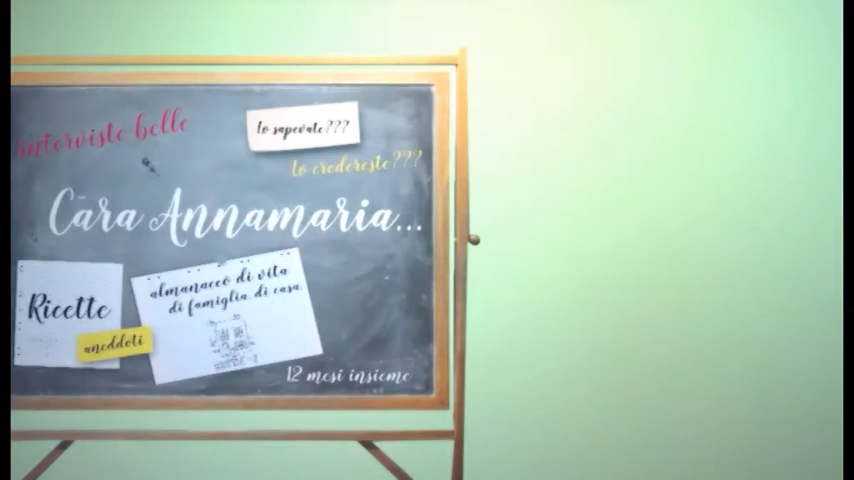 interviste belle
Lo sapevate???
Lo credereste???
Cara Annamaria...
almanacco di vita
di famiglia, di casa
Ricette
aneddoti
12 mesi insieme